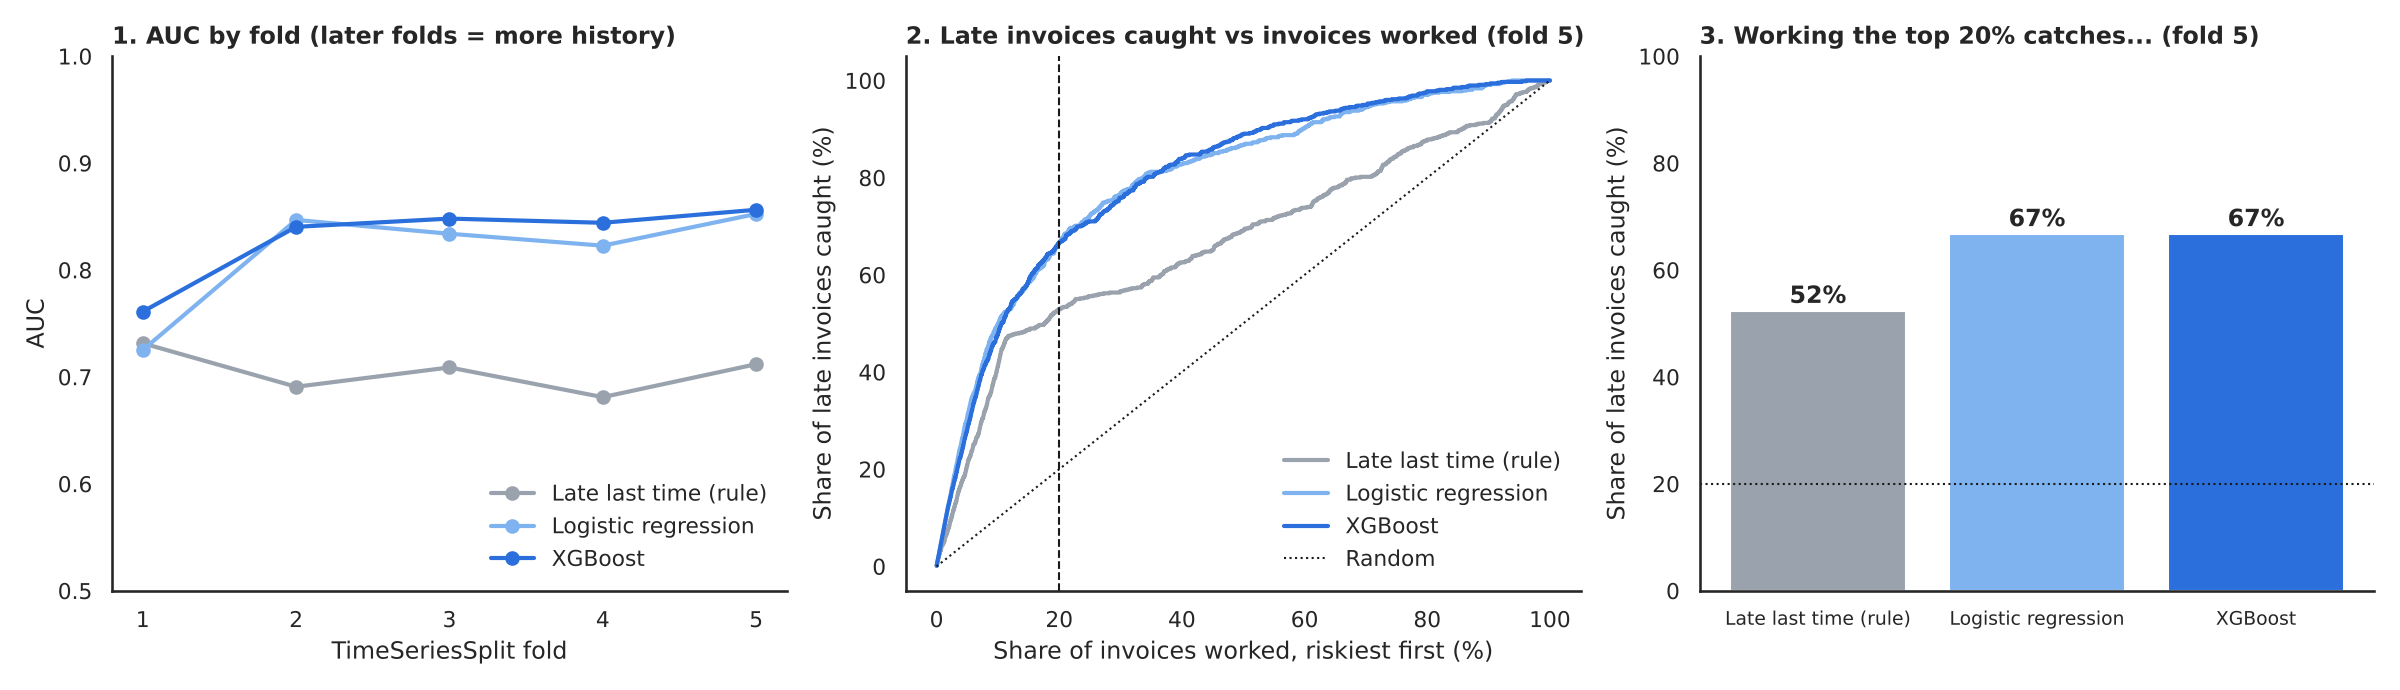 1. AUC by fold (later folds = more history)
1.0
0.9
0.8
0.7
0.6
0.5
AUC
1 2 3 4 5
TimeSeriesSplit fold
Late last time (rule)
Logistic regression
XGBoost
2. Late invoices caught vs invoices worked (fold 5)
100
80
60
40
20
0
Share of late invoices caught (%)
0 20 40 60 80 100
Share of invoices worked, riskiest first (%)
Late last time (rule)
Logistic regression
XGBoost
Random
3. Working the top 20% catches... (fold 5)
100
80
60
40
20
0
Share of late invoices caught (%)
52%
67%
67%
Late last time (rule) Logistic regression XGBoost